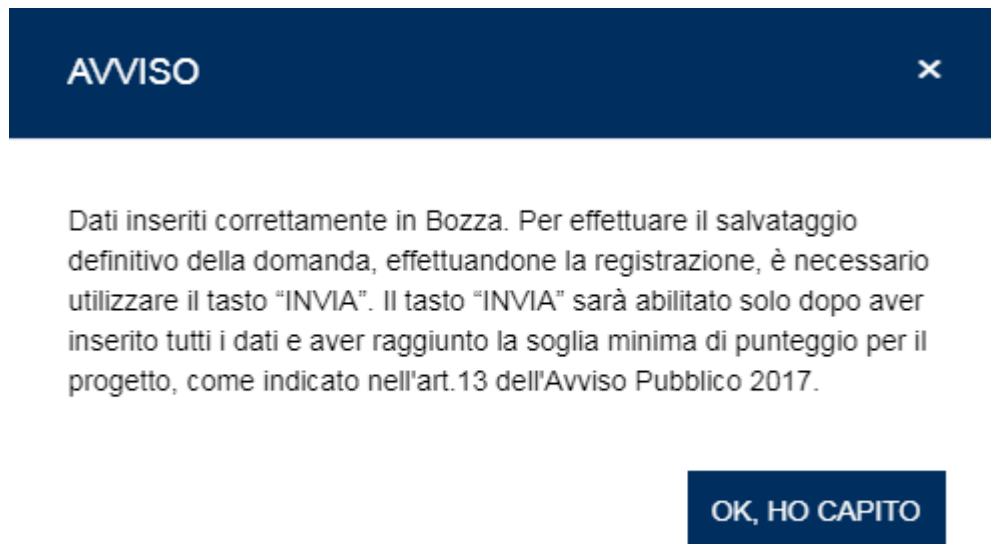 AVVISO ×
Dati inseriti correttamente in Bozza. Per effettuare il salvataggio
definitivo della domanda, effettuandone la registrazione, è necessario
utilizzare il tasto “INVIA”. Il tasto “INVIA” sarà abilitato solo dopo aver
inserito tutti i dati e aver raggiunto la soglia minima di punteggio per il
progetto, come indicato nell'art.13 dell'Avviso Pubblico 2017.
OK, HO CAPITO